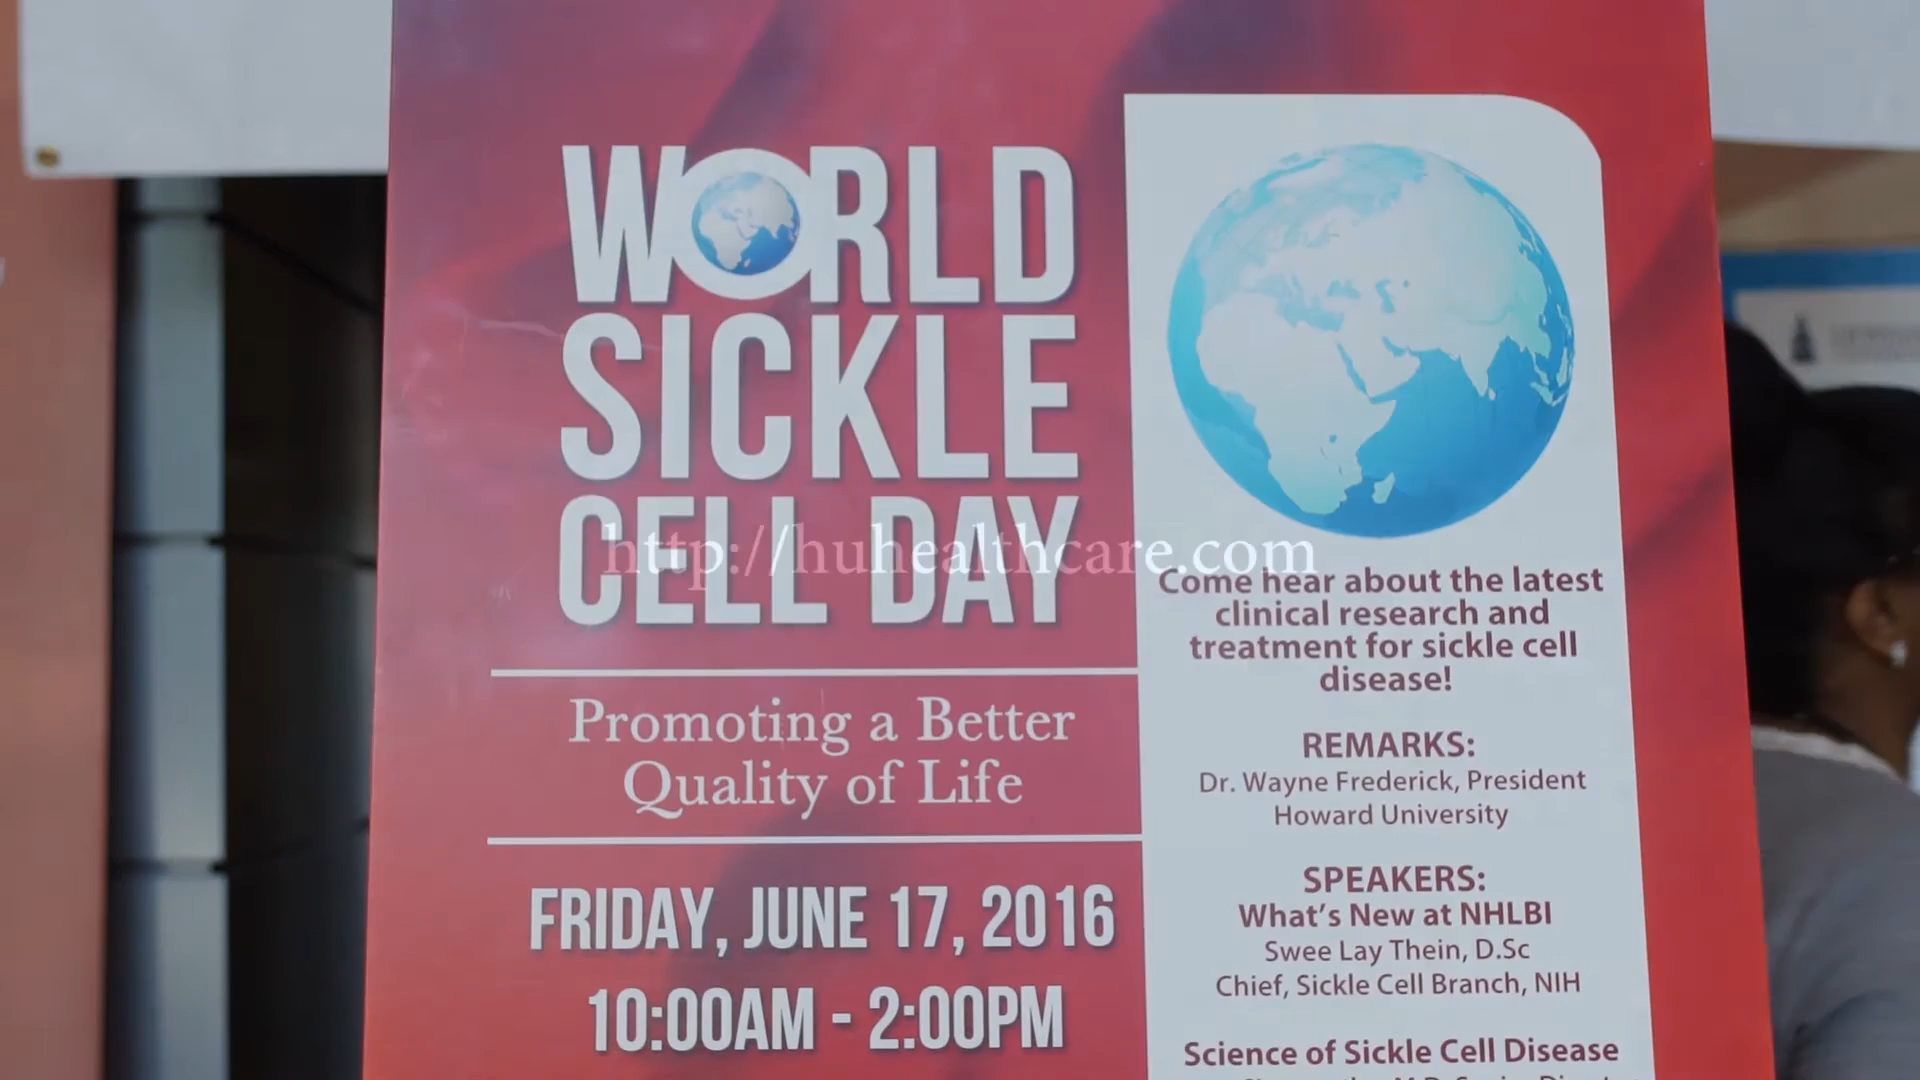 WORLD
SICKLE
CELL DAY
http://huhealthcare.com
Promoting a Better
Quality of Life
FRIDAY, JUNE 17, 2016
10:00AM - 2:00PM
Come hear about the latest
clinical research and
treatment for sickle cell
disease!
REMARKS:
Dr. Wayne Frederick, President
Howard University
SPEAKERS:
What's New at NHLBI
Swee Lay Thein, D.Sc
Chief, Sickle Cell Branch, NIH
Science of Sickle Cell Disease